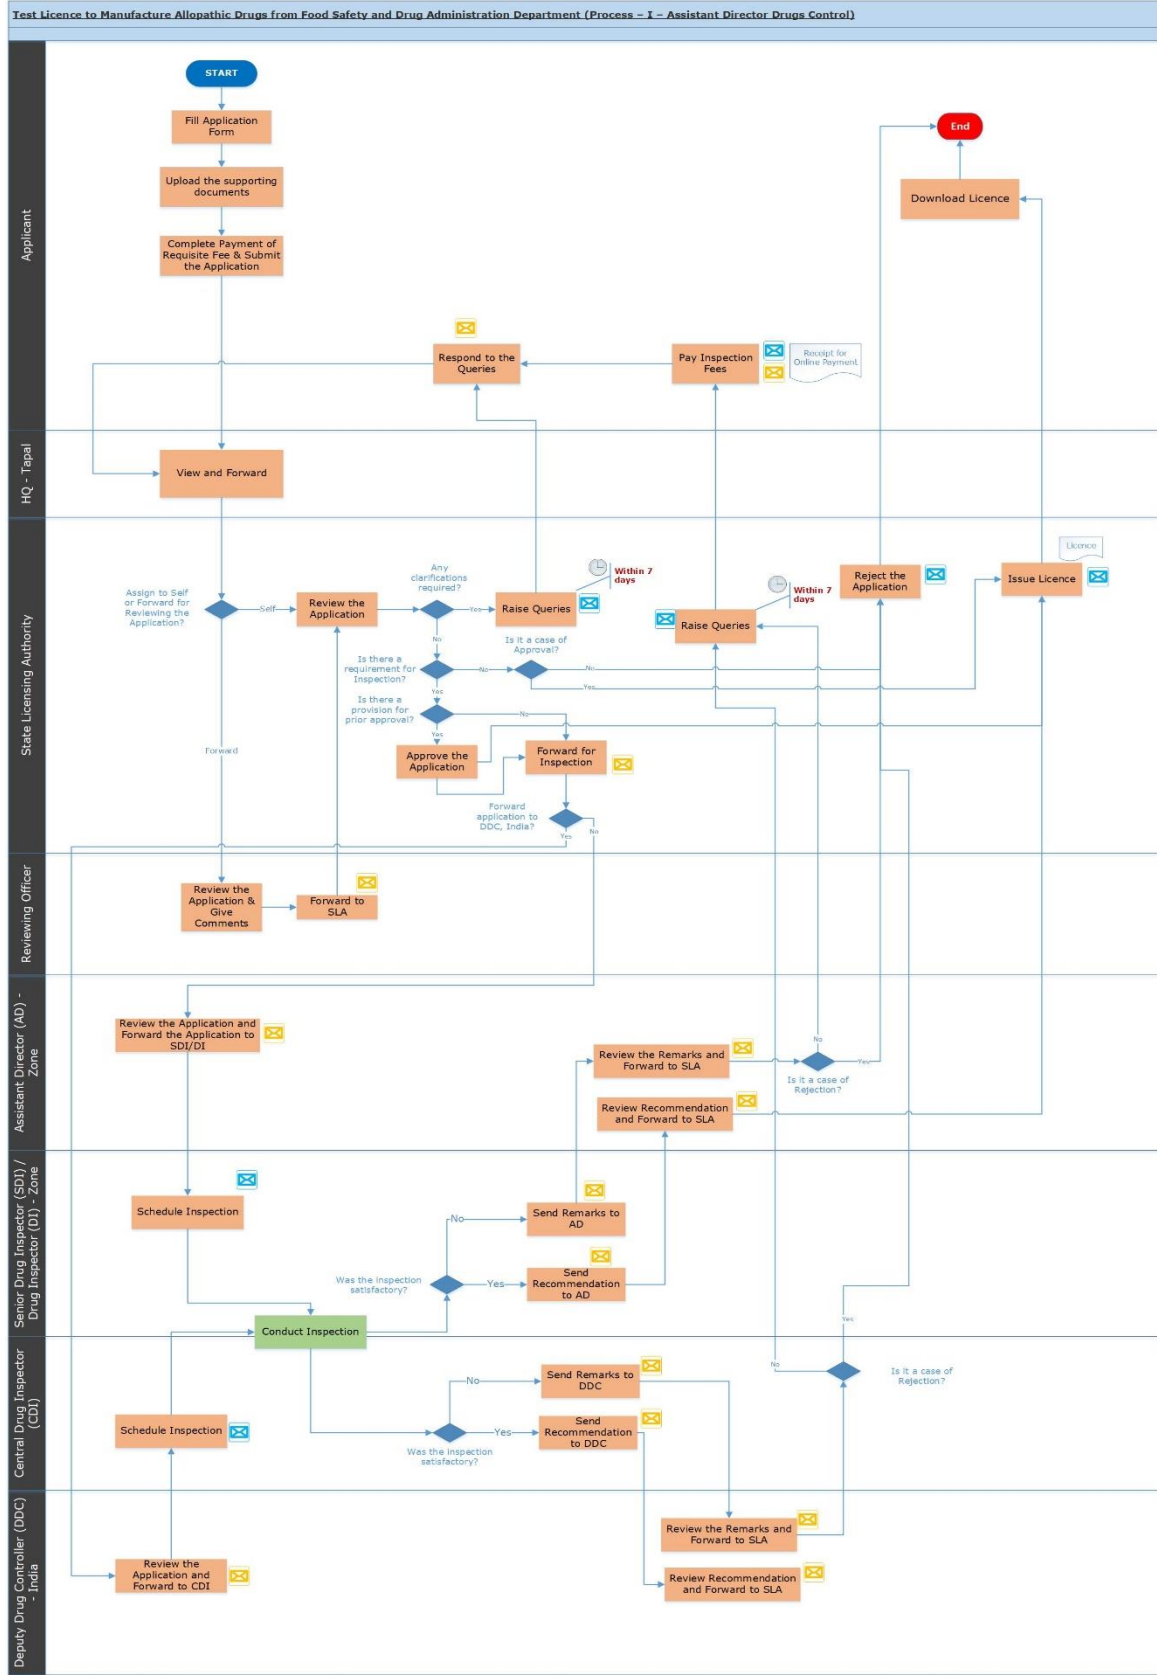 Test Licence to Manufacture Allopathic Drugs from Food Safety and Drug Administration Department (Process – I – Assistant Director Drugs Control)
Applicant
START
Fill Application
Form
Upload the supporting
documents
Complete Payment of
Requisite Fee & Submit
the Application
End
Download Licence
Respond to the
Queries
Pay Inspection
Fees
Receipt for
Online Payment
HQ - Tapal
View and Forward
State Licensing Authority
Assign to Self
or Forward for
Reviewing the
Application?
Self
Review the
Application
Any
clarifications
required?
Yes
Raise Queries
Within 7
days
No
Is there a
requirement for
Inspection?
No
Is it a case of
Approval?
No
Yes
Yes
Is there a
provision for
prior approval?
No
Yes
Approve the
Application
Forward for
Inspection
Forward
application to
DDC, India?
Yes
No
Forward
Raise Queries
Within 7
days
Reject the
Application
Licence
Issue Licence
Reviewing Officer
Review the
Application &
Give
Comments
Forward to
SLA
Assistant Director (AD) -
Zone
Review the Application and
Forward the Application to
SDI/DI
Review the Remarks and
Forward to SLA
No
Yes
Is it a case of
Rejection?
Review Recommendation
and Forward to SLA
Senior Drug Inspector (SDI) /
Drug Inspector (DI) - Zone
Schedule Inspection
Conduct Inspection
Was the inspection
satisfactory?
No
Send Remarks to
AD
Yes
Send
Recommendation
to AD
Yes
Central Drug Inspector
(CDI)
Schedule Inspection
Was the inspection
satisfactory?
No
Send Remarks to
DDC
Yes
Send
Recommendation
to DDC
No
Is it a case of
Rejection?
Deputy Drug Controller (DDC)
- India
Review the
Application and
Forward to CDI
Review the Remarks and
Forward to SLA
Review Recommendation
and Forward to SLA